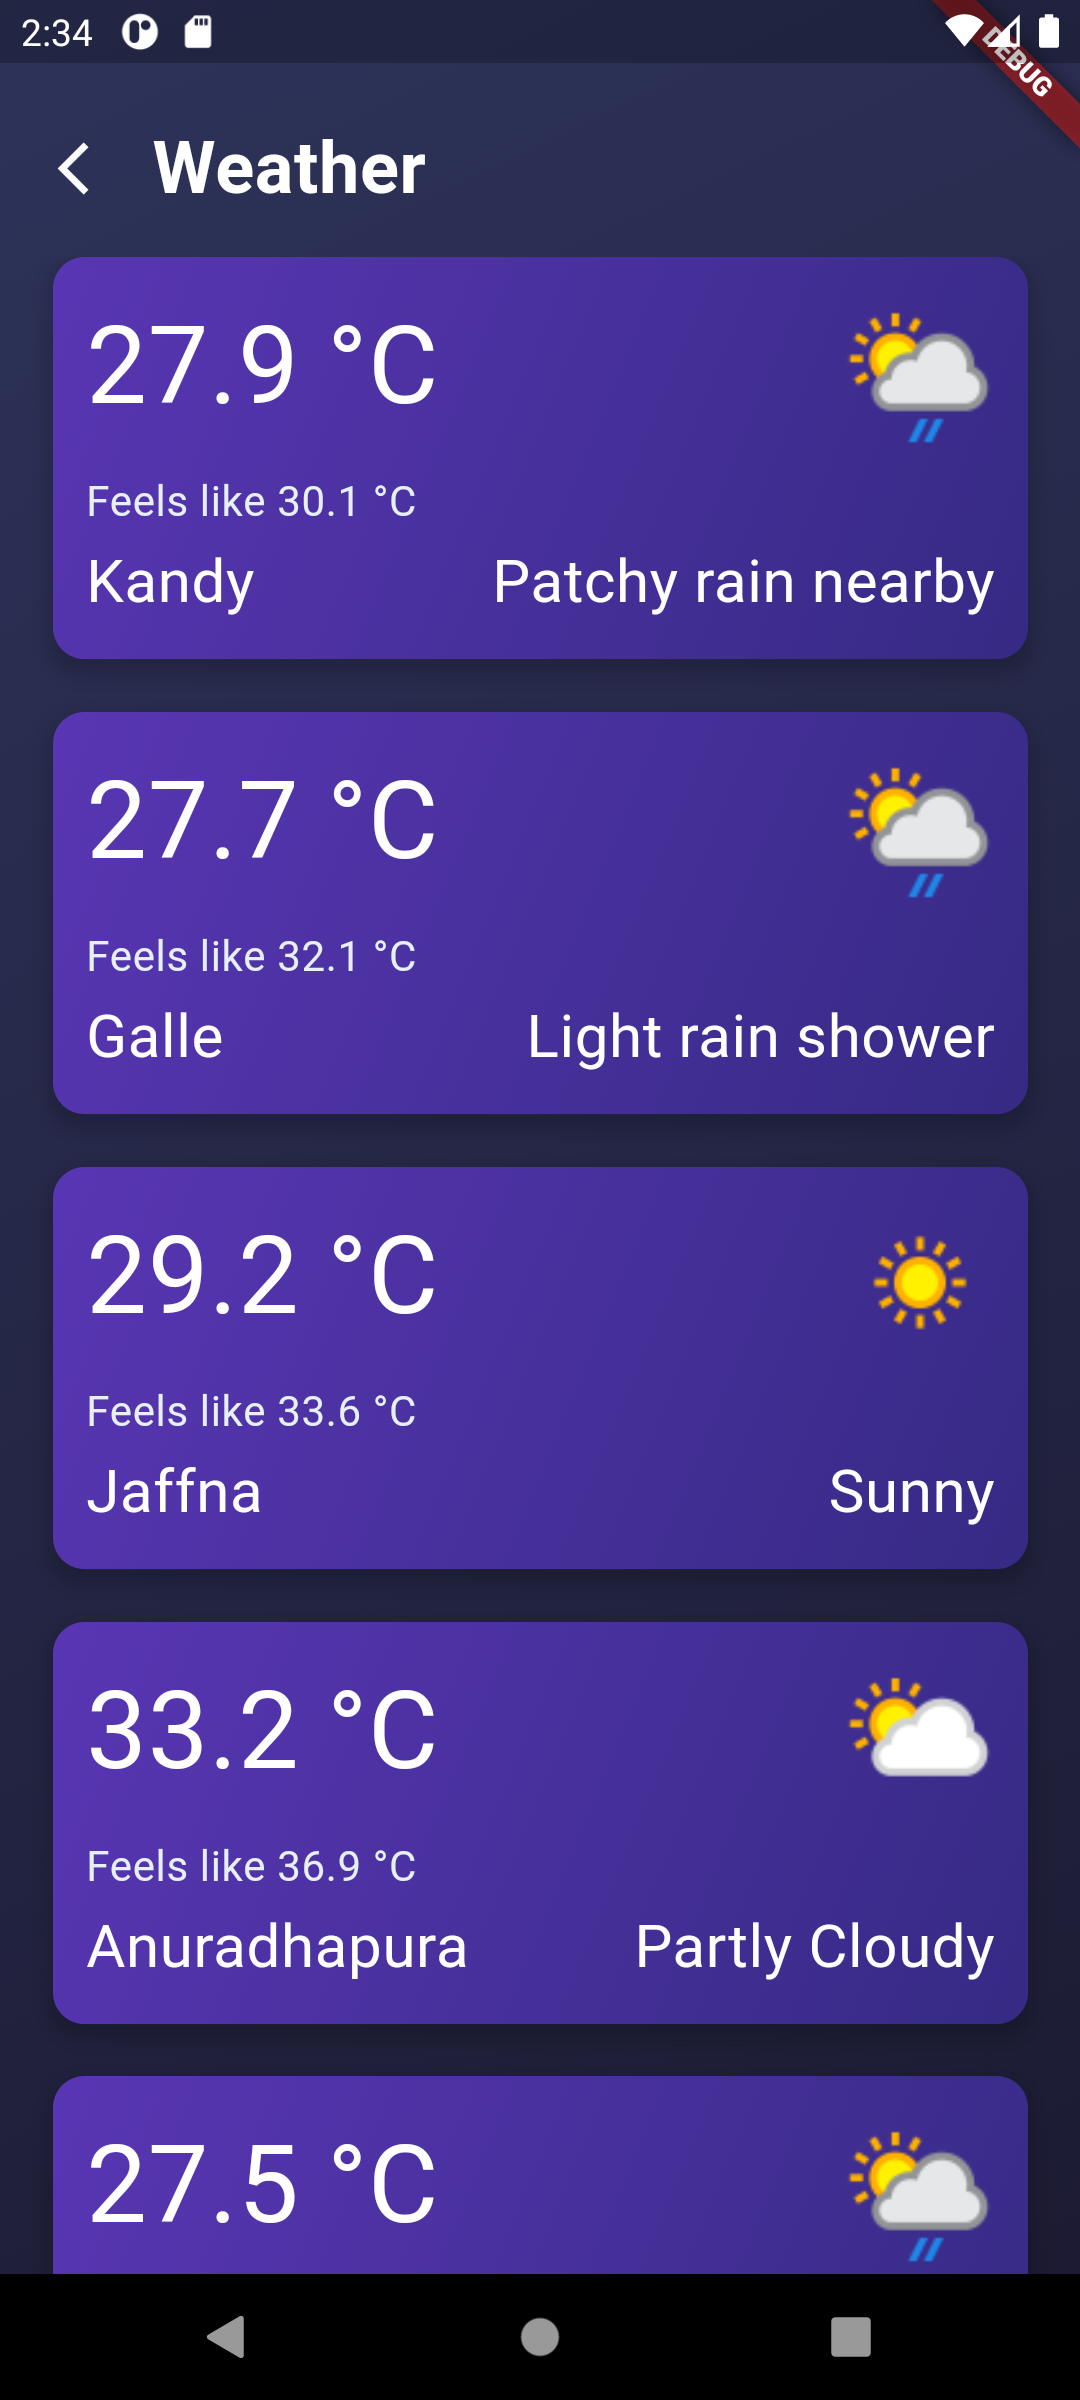 2:34
DEBUG
Weather
27.9 °C
Feels like 30.1 °C
Kandy Patchy rain nearby
27.7 °C
Feels like 32.1 °C
Galle Light rain shower
29.2 °C
Feels like 33.6 °C
Jaffna Sunny
33.2 °C
Feels like 36.9 °C
Anuradhapura Partly Cloudy
27.5 °C